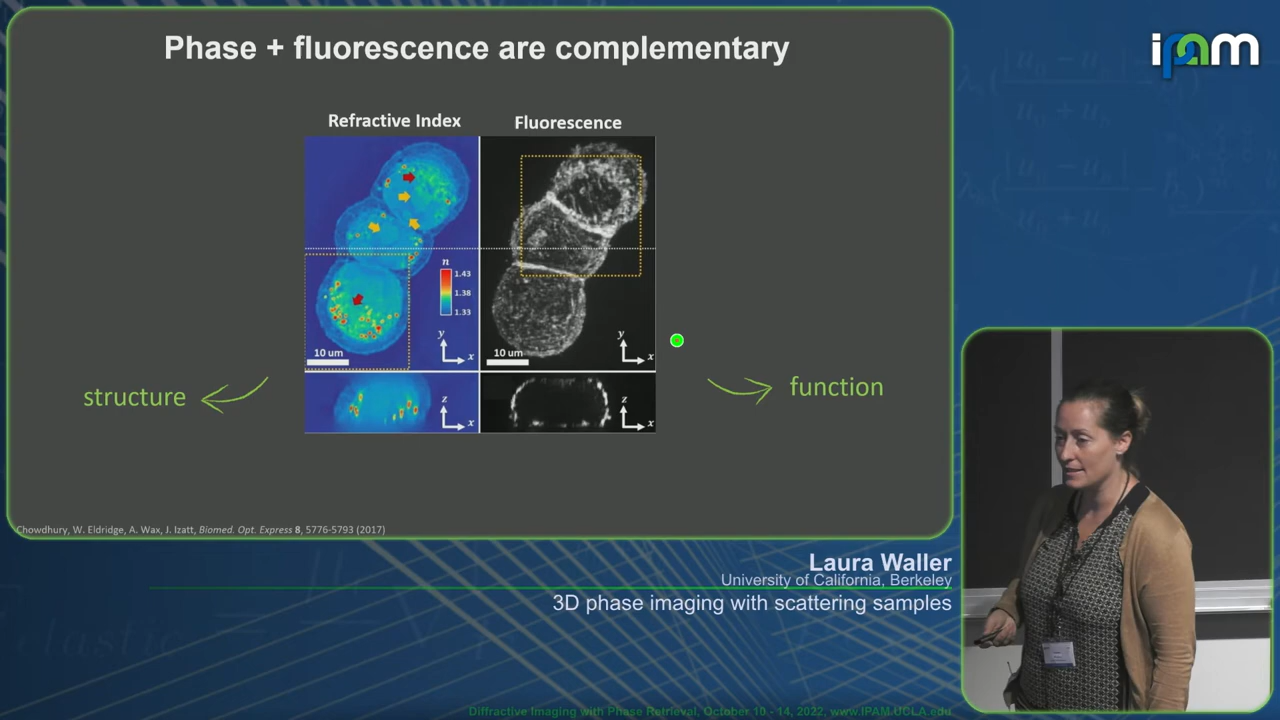 Phase + fluorescence are complementary
ipam
Refractive Index
Fluorescence
n
1.43
1.38
1.33
y
x
10 um
y
x
10 um
structure
function
z
x
z
x
Chowdhury, W. Eldridge, A. Wax, J. Izatt, Biomed. Opt. Express 8, 5776-5793 (2017)
Laura Waller
University of California, Berkeley
3D phase imaging with scattering samples
elastic
Diffractive Imaging with Phase Retrieval, October 10 - 14, 2022, www.IPAM.UCLA.edu